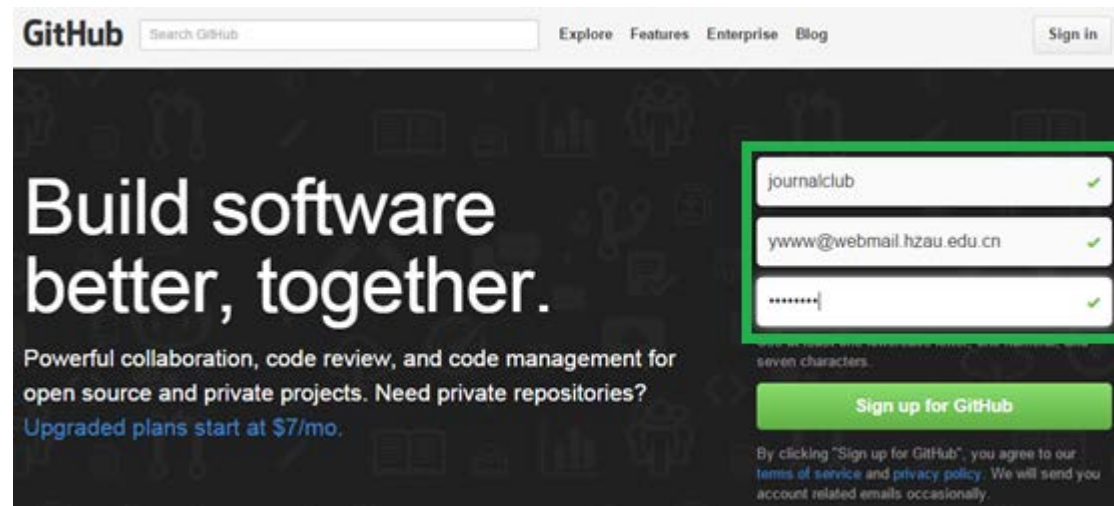 GitHub Search GitHub Explore Features Enterprise Blog Sign in
Build software
better, together.
Powerful collaboration, code review, and code management for
open source and private projects. Need private repositories?
Upgraded plans start at $7/mo.
journalclub
ywww@webmail.hzau.edu.cn
••••••••
seven characters.
Sign up for GitHub
By clicking "Sign up for GitHub", you agree to our
terms of service and privacy policy. We will send you
account related emails occasionally.